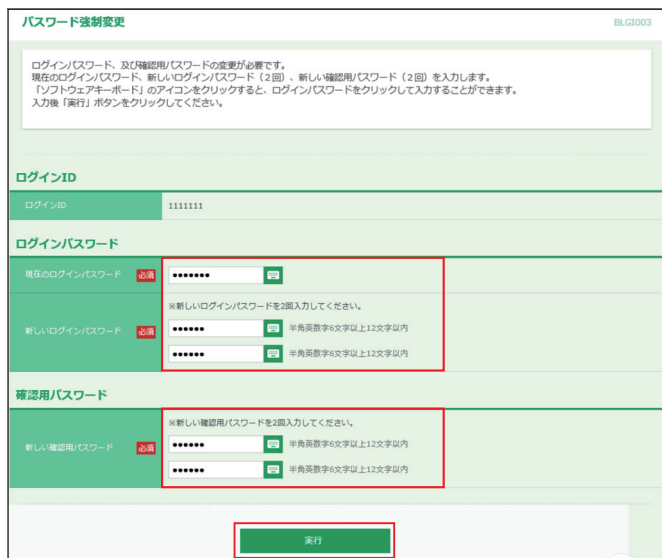 パスワード強制変更
BLGI003
ログインパスワード、及び確認用パスワードの変更が必要です。
現在のログインパスワード、新しいログインパスワード（2回）、新しい確認用パスワード（2回）を入力します。
「ソフトウェアキーボード」のアイコンをクリックすると、ログインパスワードをクリックして入力することができます。
入力後「実行」ボタンをクリックしてください。
ログインID
ログインID 1111111
ログインパスワード
現在のログインパスワード 必須 •••••••
※新しいログインパスワードを2回入力してください。
新しいログインパスワード 必須 •••••• 半角英数字6文字以上12文字以内
•••••• 半角英数字6文字以上12文字以内
確認用パスワード
※新しい確認用パスワードを2回入力してください。
新しい確認用パスワード 必須 •••••• 半角英数字6文字以上12文字以内
•••••• 半角英数字6文字以上12文字以内
実行